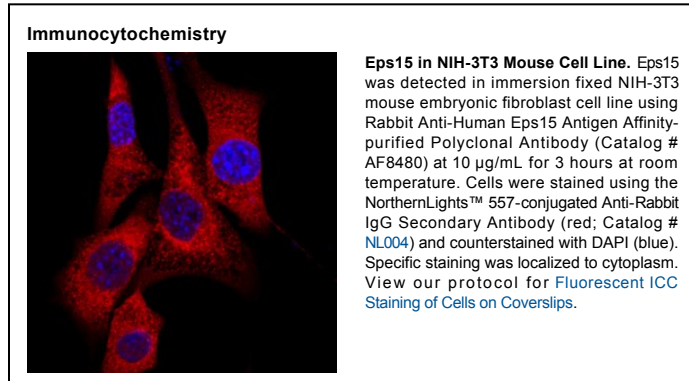 Immunocytochemistry
Eps15 in NIH-3T3 Mouse Cell Line. Eps15
was detected in immersion fixed NIH-3T3
mouse embryonic fibroblast cell line using
Rabbit Anti-Human Eps15 Antigen Affinity-
purified Polyclonal Antibody (Catalog #
AF8480) at 10 µg/mL for 3 hours at room
temperature. Cells were stained using the
NorthernLights™ 557-conjugated Anti-Rabbit
IgG Secondary Antibody (red; Catalog #
NL004) and counterstained with DAPI (blue).
Specific staining was localized to cytoplasm.
View our protocol for Fluorescent ICC
Staining of Cells on Coverslips.